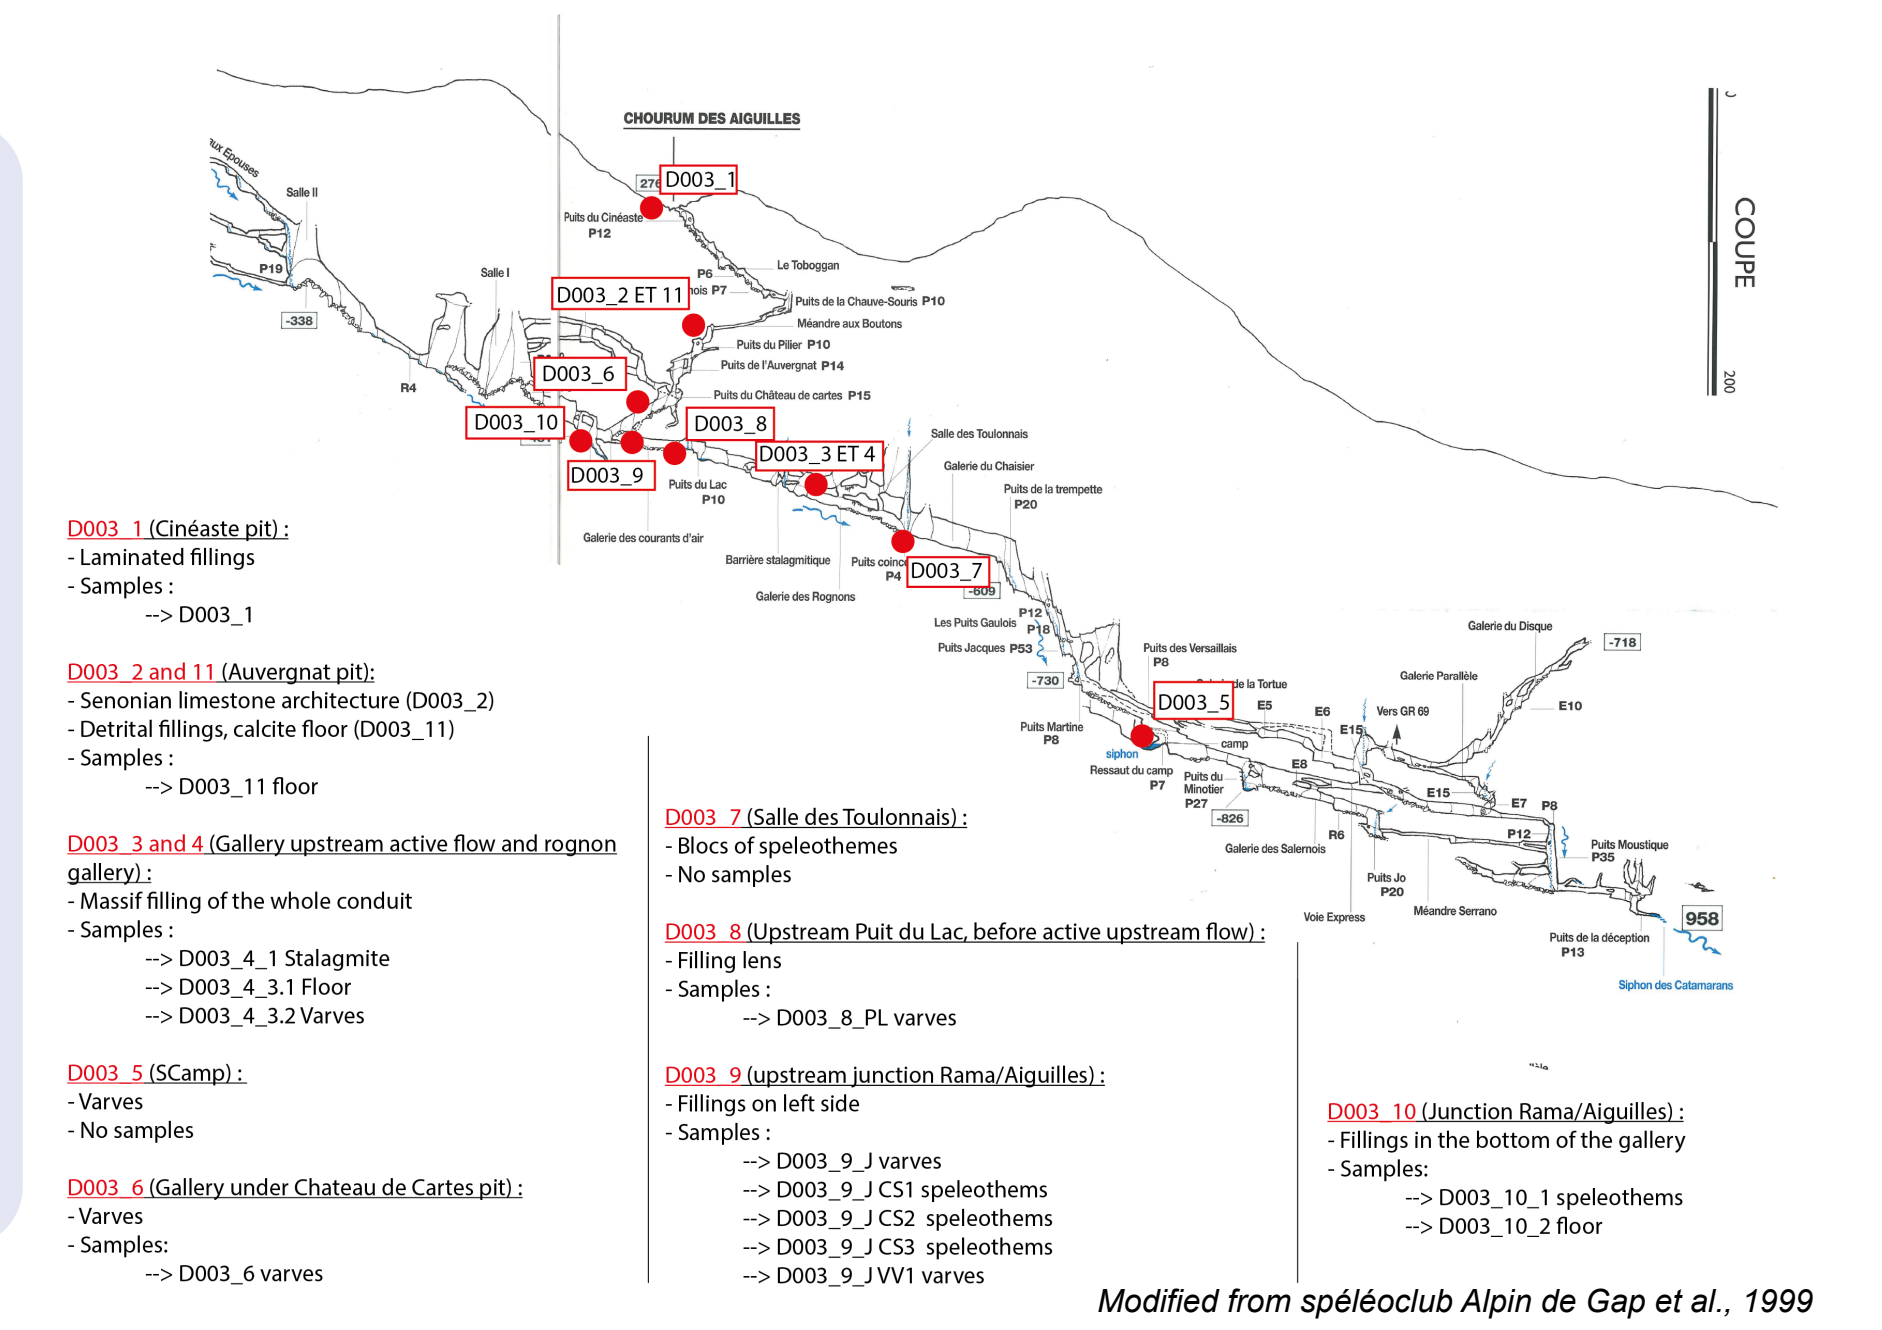 CHOURUM DES AIGUILLES
D003_1
Puits du Cinéaste
P12
aux Epouses
Salle II
P19
-338
Salle I
R4
P6
Le Toboggan
P7
D003_2 ET 11
Puits de la Chauve-Souris P10
Méandre aux Boutons
Puits du Pilier P10
Puits de l'Auvergnat P14
D003_6
Puits du Château de cartes P15
D003_10
D003_8
D003_9
D003_3 ET 4
Salle des Toulonnais
Galerie du Chaisier
Puits de la trempette
P20
Puits du Lac
P10
Galerie des courants d'air
Barrière stalagmitique
Galerie des Rognons
Puits
P4
D003_7
-609
P12
Les Puits Gaulois
P18
Puits Jacques P53
-730
Puits des Versaillais
P8
de la Tortue
D003_5
Puits Martine
P8
siphon
camp
Ressaut du camp
P7
Puits du
Minotier
P27
-826
E5
E6
E15
E8
Vers GR 69
Galerie Parallèle
Galerie du Disque
-718
E10
E15
E7
P8
P12
R6
Galerie des Salernois
Puits Jo
P20
Voie Express
Méandre Serrano
Puits Moustique
P35
958
Puits de la déception
P13
Siphon des Catamarans
COUPE
200
D003_1 (Cinéaste pit) :
- Laminated fillings
- Samples :
--> D003_1
D003_2 and 11 (Auvergnat pit):
- Senonian limestone architecture (D003_2)
- Detrital fillings, calcite floor (D003_11)
- Samples :
--> D003_11 floor
D003_3 and 4 (Gallery upstream active flow and rognon
gallery) :
- Massif filling of the whole conduit
- Samples :
--> D003_4_1 Stalagmite
--> D003_4_3.1 Floor
--> D003_4_3.2 Varves
D003_5 (SCamp) :
- Varves
- No samples
D003_6 (Gallery under Chateau de Cartes pit) :
- Varves
- Samples:
--> D003_6 varves
D003_7 (Salle des Toulonnais) :
- Blocs of speleothemes
- No samples
D003_8 (Upstream Puit du Lac, before active upstream flow) :
- Filling lens
- Samples :
--> D003_8_PL varves
D003_9 (upstream junction Rama/Aiguilles) :
- Fillings on left side
- Samples :
--> D003_9_J varves
--> D003_9_J CS1 speleothems
--> D003_9_J CS2 speleothems
--> D003_9_J CS3 speleothems
--> D003_9_J VV1 varves
D003_10 (Junction Rama/Aiguilles) :
- Fillings in the bottom of the gallery
- Samples:
--> D003_10_1 speleothems
--> D003_10_2 floor
Modified from spéléoclub Alpin de Gap et al., 1999